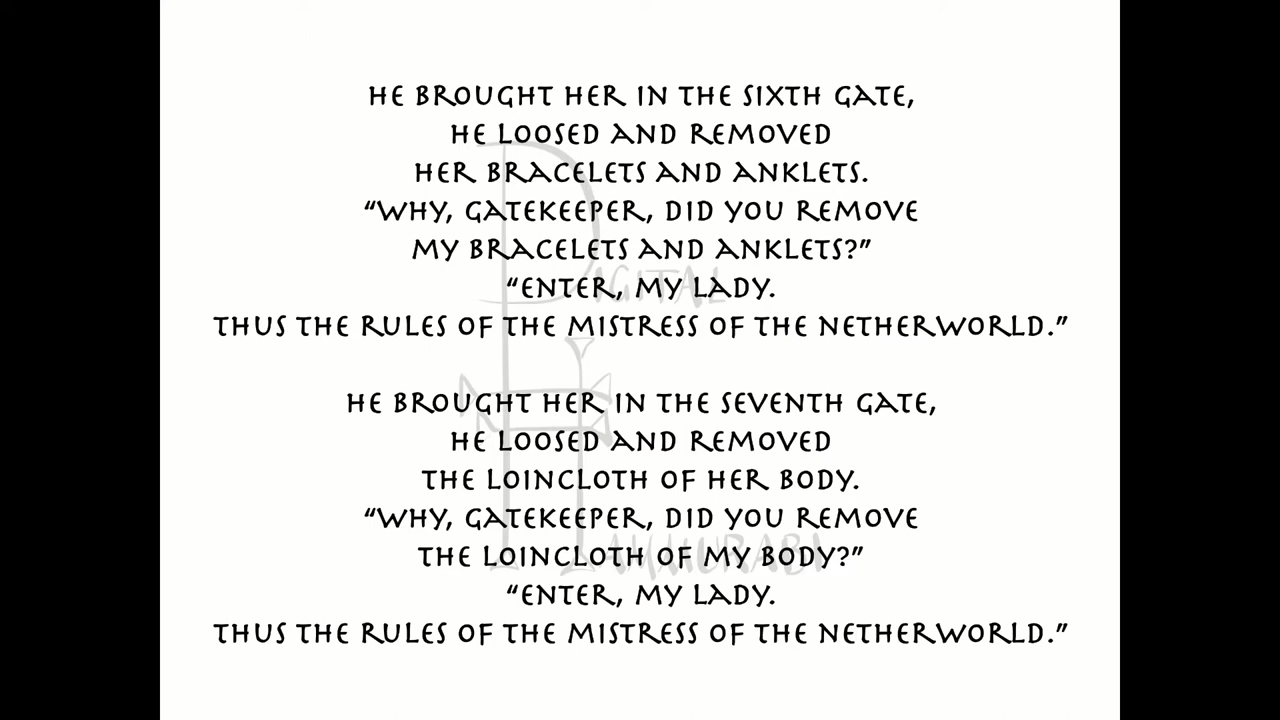 HE BROUGHT HER IN THE SIXTH GATE,
HE LOOSED AND REMOVED
HER BRACELETS AND ANKLETS.
“WHY, GATEKEEPER, DID YOU REMOVE
MY BRACELETS AND ANKLETS?”
“ENTER, MY LADY.
THUS THE RULES OF THE MISTRESS OF THE NETHERWORLD.”
HE BROUGHT HER IN THE SEVENTH GATE,
HE LOOSED AND REMOVED
THE LOINCLOTH OF HER BODY.
“WHY, GATEKEEPER, DID YOU REMOVE
THE LOINCLOTH OF MY BODY?”
“ENTER, MY LADY.
THUS THE RULES OF THE MISTRESS OF THE NETHERWORLD.”
DIGITAL
HAMMURABI